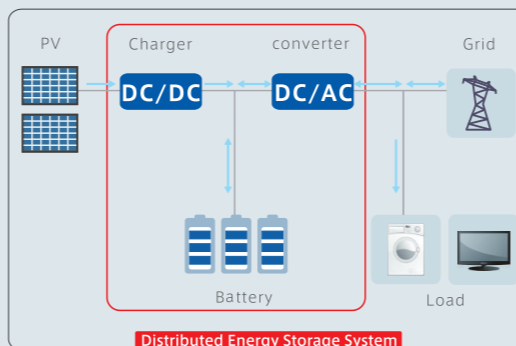 PV
Charger
converter
Grid
DC/DC
DC/AC
Battery
Load
Distributed Energy Storage System